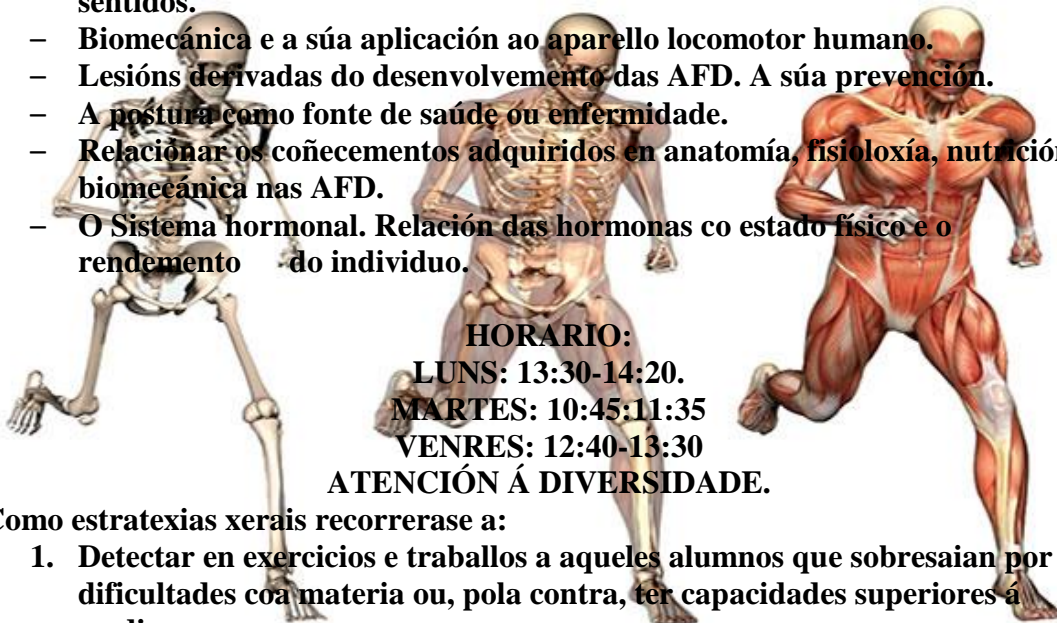 sentidos.
– Biomecánica e a súa aplicación ao aparello locomotor humano.
– Lesións derivadas do desenvolvemento das AFD. A súa prevención.
– A postura como fonte de saúde ou enfermidade.
– Relacionar os coñecementos adquiridos en anatomía, fisioloxía, nutrición
biomecánica nas AFD.
– O Sistema hormonal. Relación das hormonas co estado físico e o
rendemento do individuo.
HORARIO:
LUNS: 13:30-14:20.
MARTES: 10:45:11:35
VENRES: 12:40-13:30
ATENCIÓN Á DIVERSIDADE.
Como estratexias xerais recorrerase a:
1. Detectar en exercicios e traballos a aqueles alumnos que sobresaian por
dificultades coa materia ou, pola contra, ter capacidades superiores á